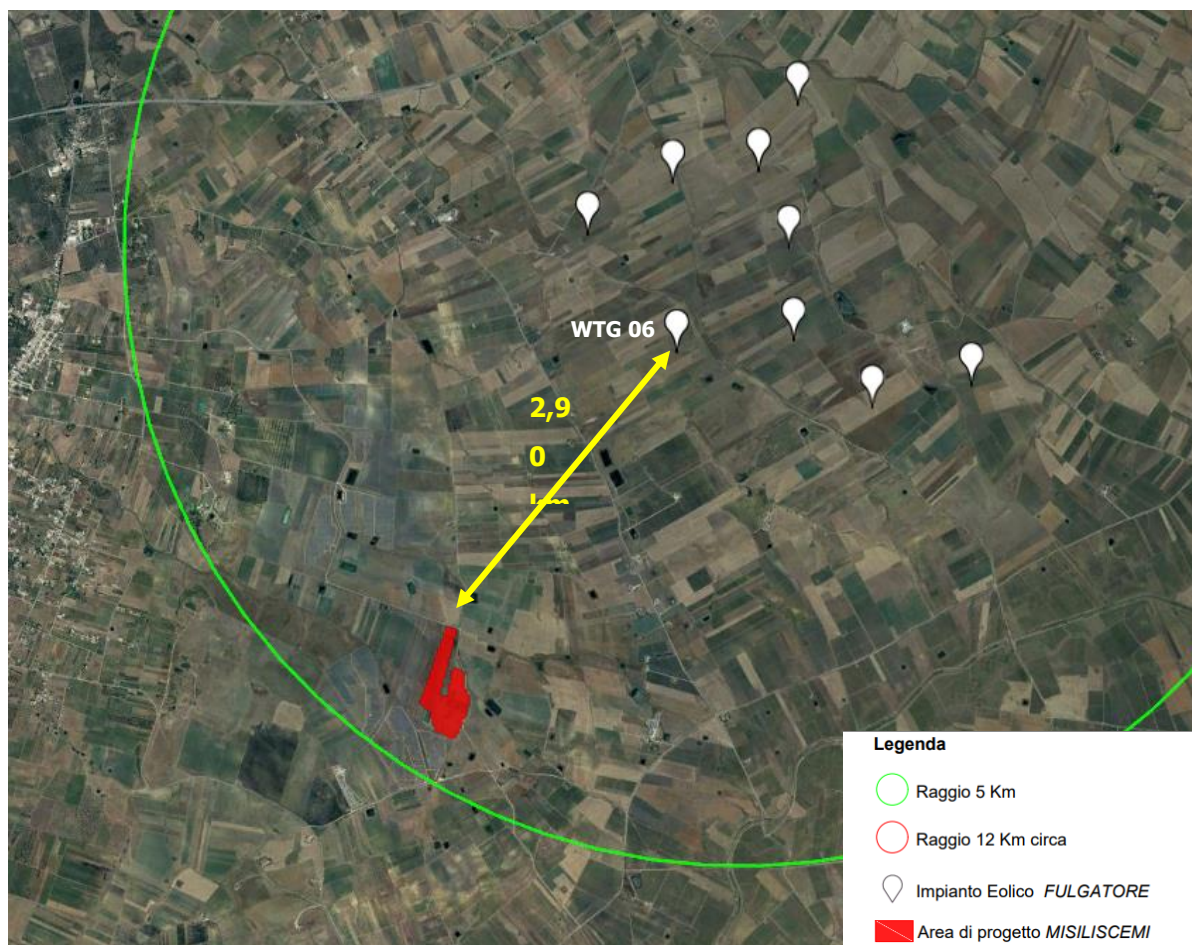 WTG 06
2,9
0
km
Legenda
Raggio 5 Km
Raggio 12 Km circa
Impianto Eolico FULGATORE
Area di progetto MISILISCEMI